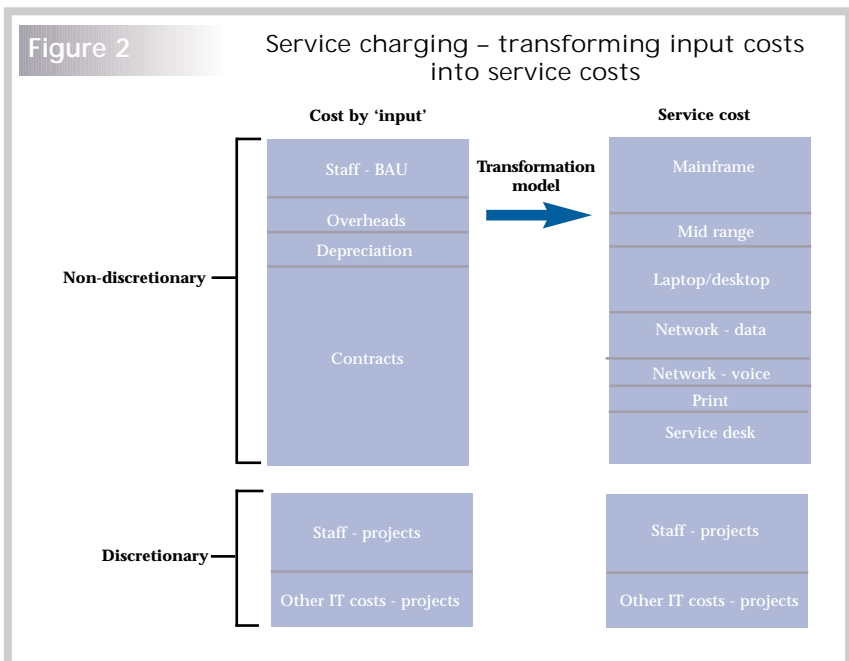 Figure 2
Service charging – transforming input costs
into service costs
Cost by ‘input’
Service cost
Transformation
model
Non-discretionary
Staff - BAU
Overheads
Depreciation
Contracts
Mainframe
Mid range
Laptop/desktop
Network - data
Network - voice
Print
Service desk
Discretionary
Staff - projects
Other IT costs - projects
Staff - projects
Other IT costs - projects